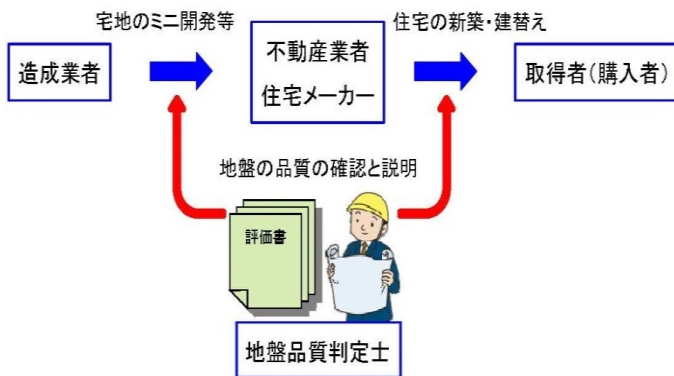 宅地のミニ開発等
住宅の新築・建替え
造成業者
不動産業者
住宅メーカー
取得者(購入者)
地盤の品質の確認と説明
評価書
地盤品質判定士